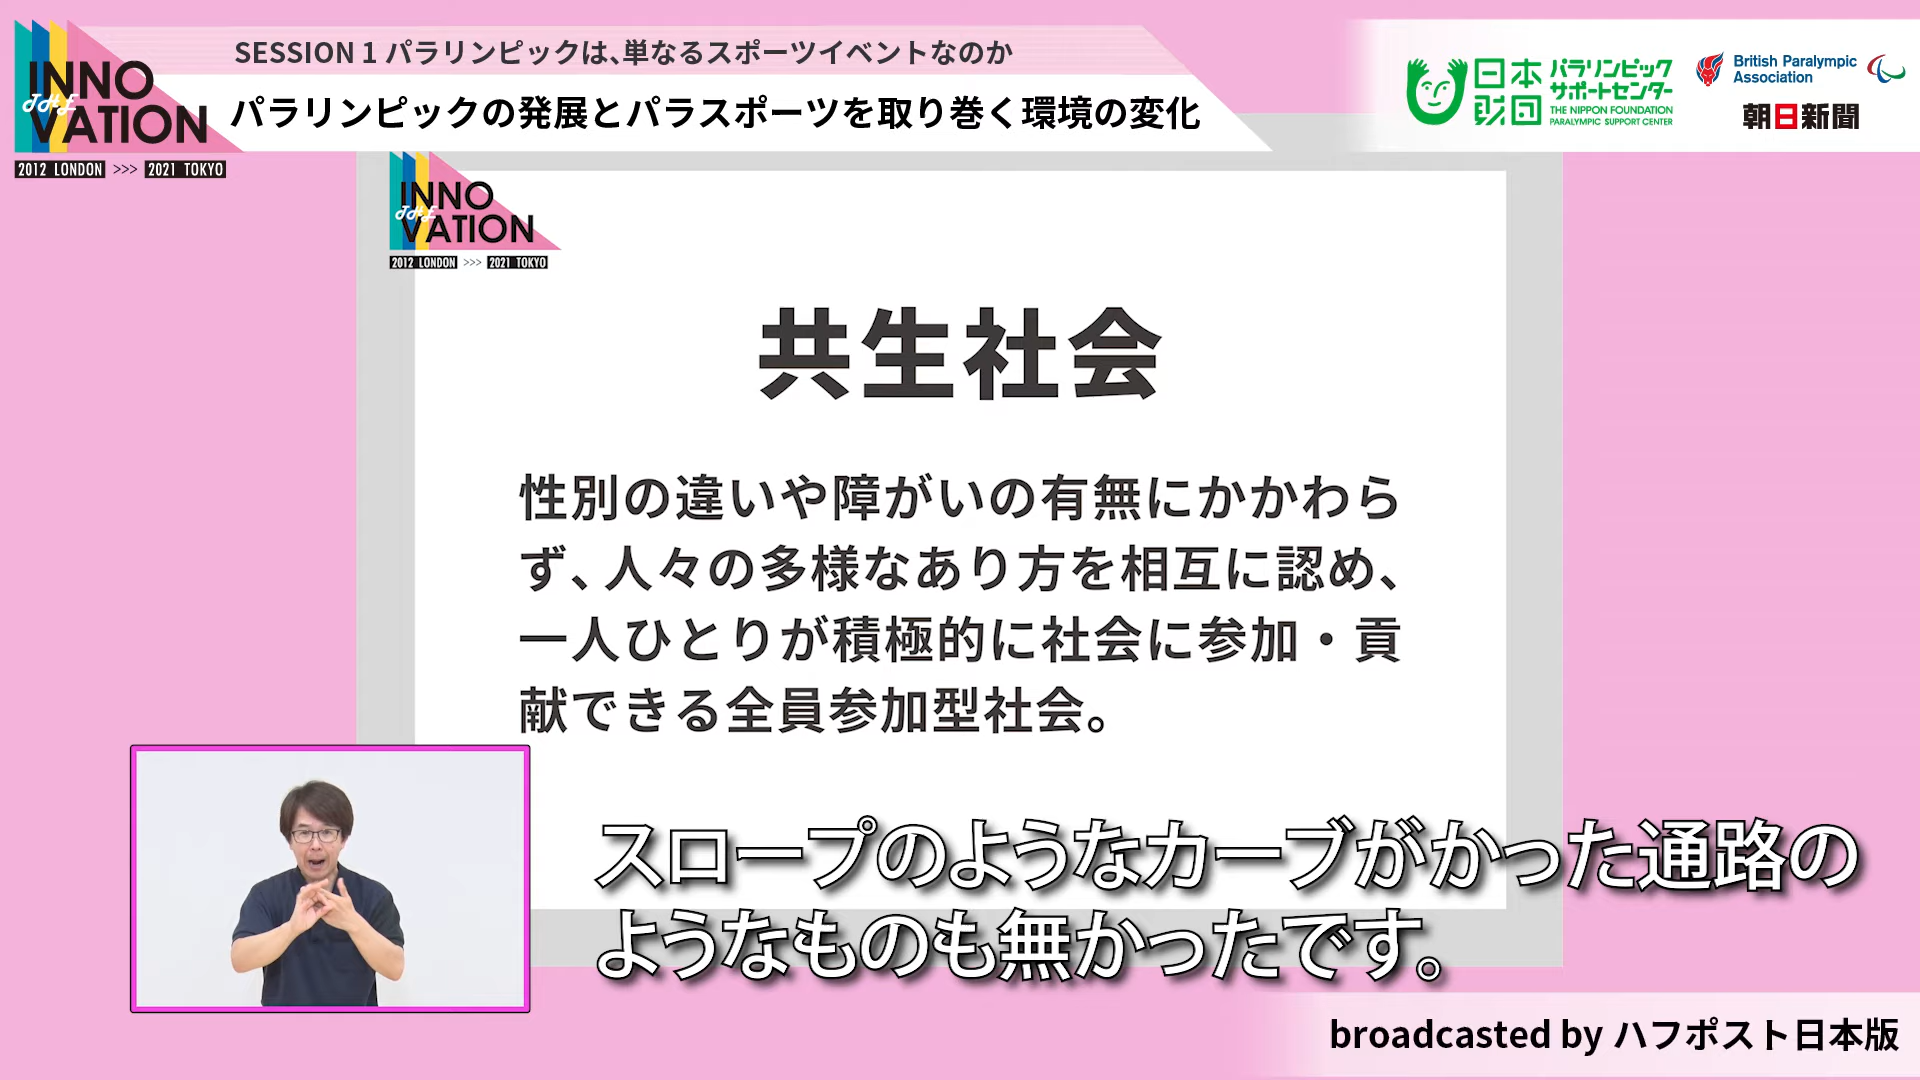 SESSION 1 パラリンピックは、単なるスポーツイベントなのか
パラリンピックの発展とパラスポーツを取り巻く環境の変化
INNO
THE
VATION
2012 LONDON >>> 2021 TOKYO
日本
財団
パラリンピック
サポートセンター
THE NIPPON FOUNDATION
PARALYMPIC SUPPORT CENTER
British Paralympic
Association
朝日新聞
INNO
THE
VATION
2012 LONDON >>> 2021 TOKYO
共生社会
性別の違いや障がいの有無にかかわら
ず、人々の多様なあり方を相互に認め、
一人ひとりが積極的に社会に参加・貢
献できる全員参加型社会。
スロープのようなカーブがかった通路の
ようなものも無かったです。
broadcasted by ハフポスト日本版